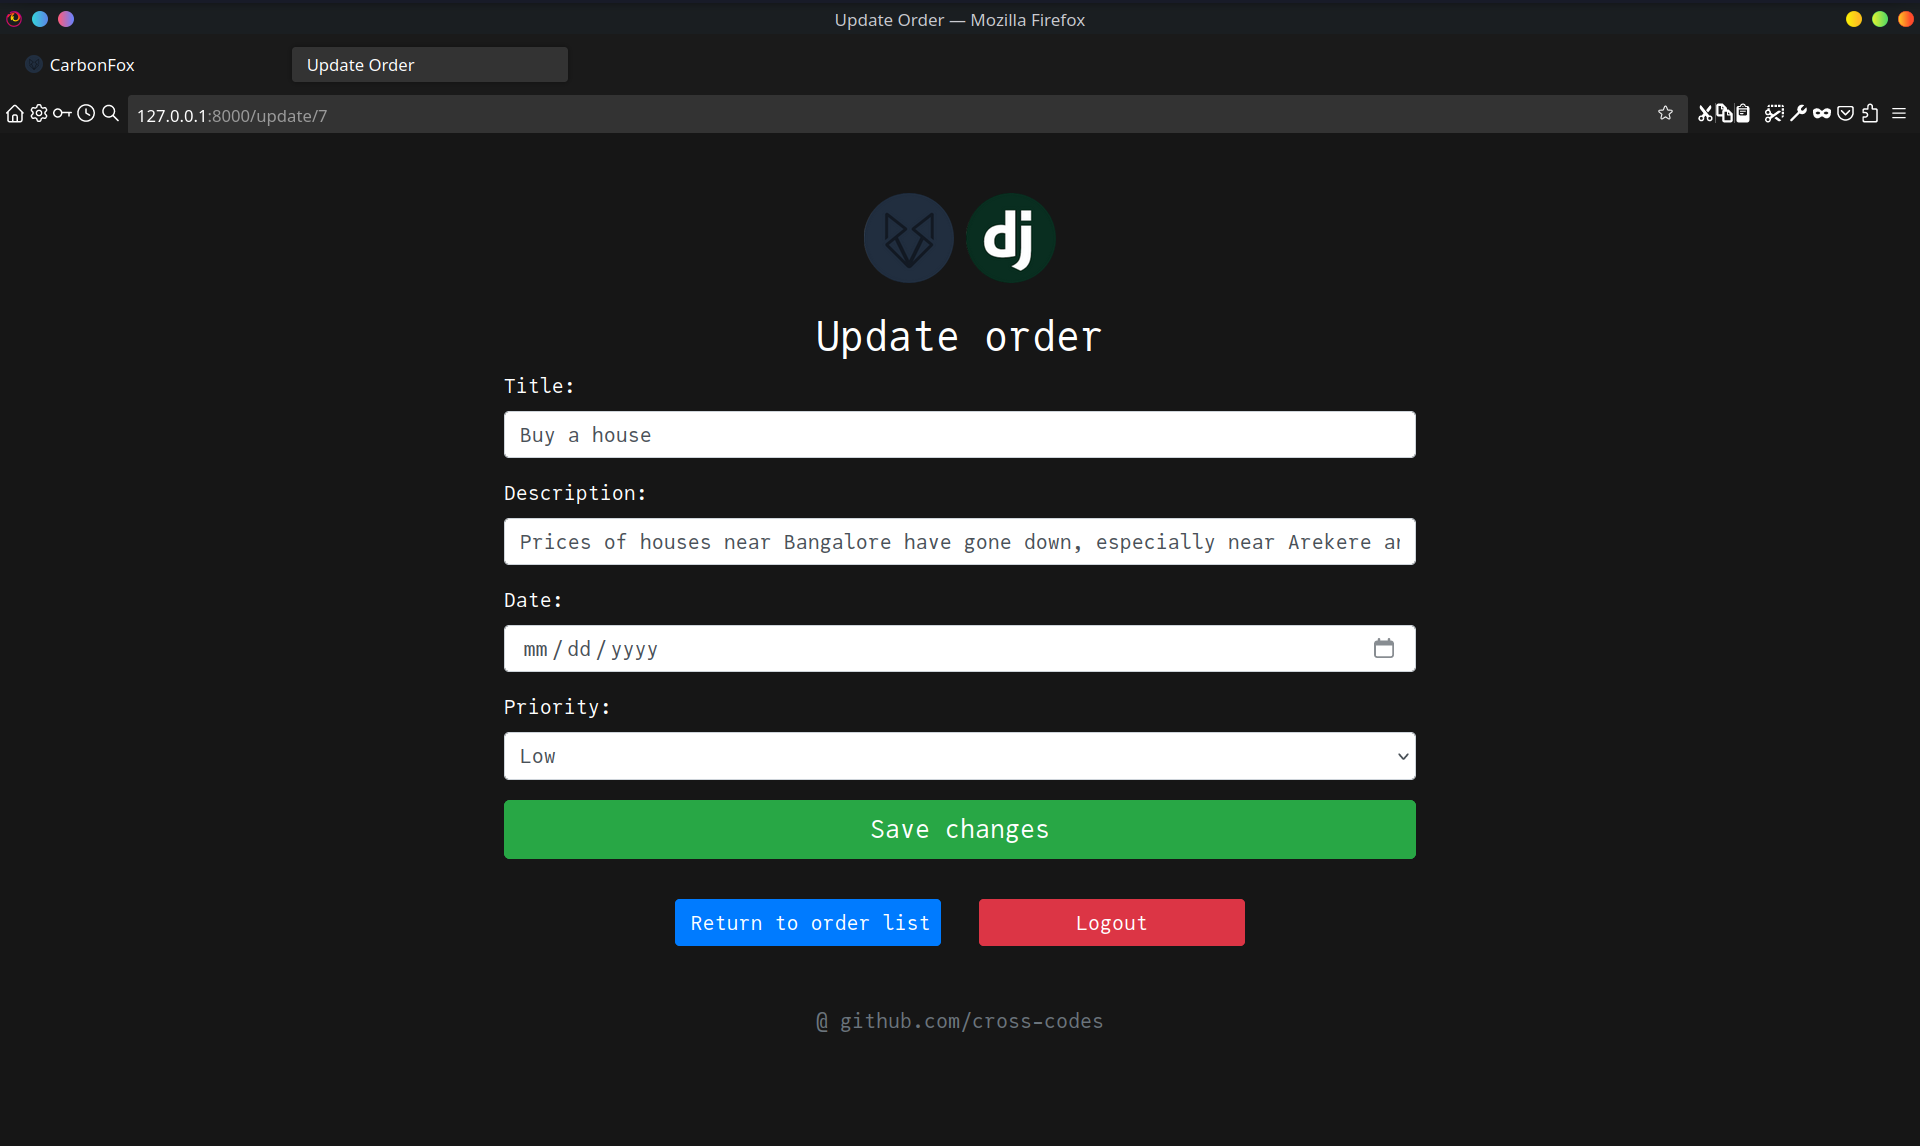 Update Order — Mozilla Firefox
CarbonFox
Update Order
127.0.0.1:8000/update/7
dj
Update order
Title:
Buy a house
Description:
Prices of houses near Bangalore have gone down, especially near Arekere
Date:
mm/dd/yyyy
Priority:
Low
Save changes
Return to order list
Logout
@ github.com/cross-codes